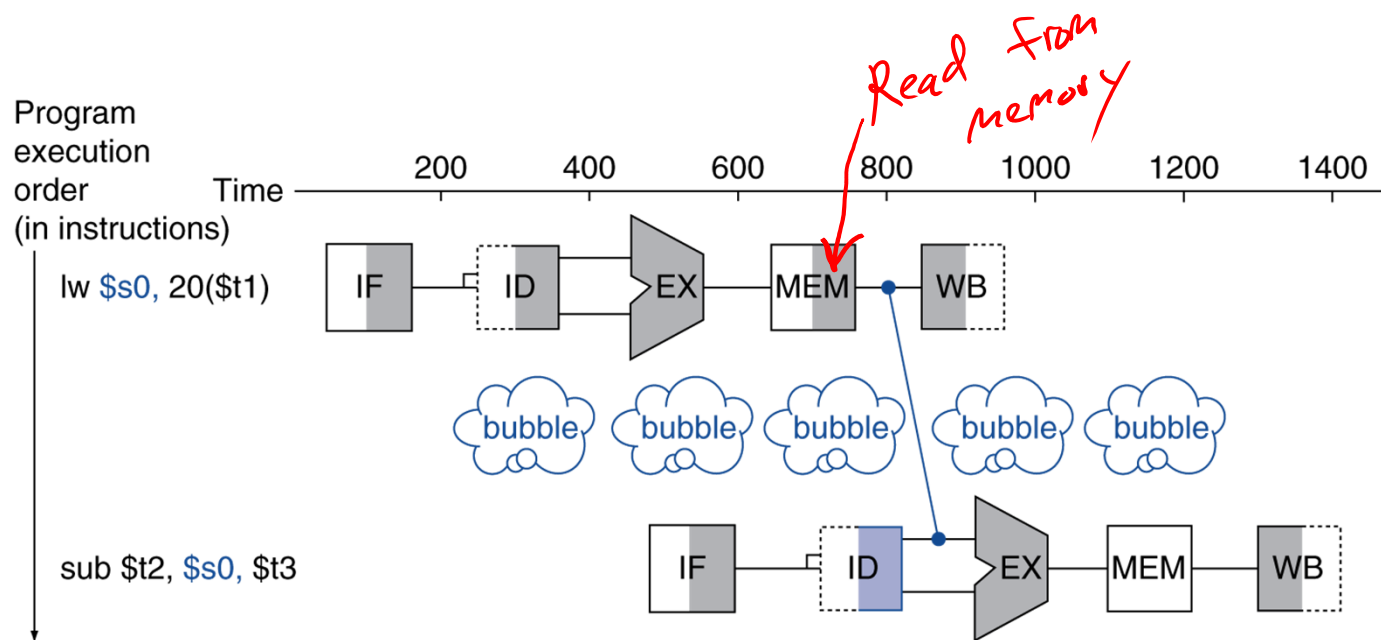 Read from
memory
Program
execution
order
(in instructions)
Time
200 400 600 800 1000 1200 1400
lw $s0, 20($t1)
IF ID EX MEM WB
bubble bubble bubble bubble bubble
sub $t2, $s0, $t3
IF ID EX MEM WB